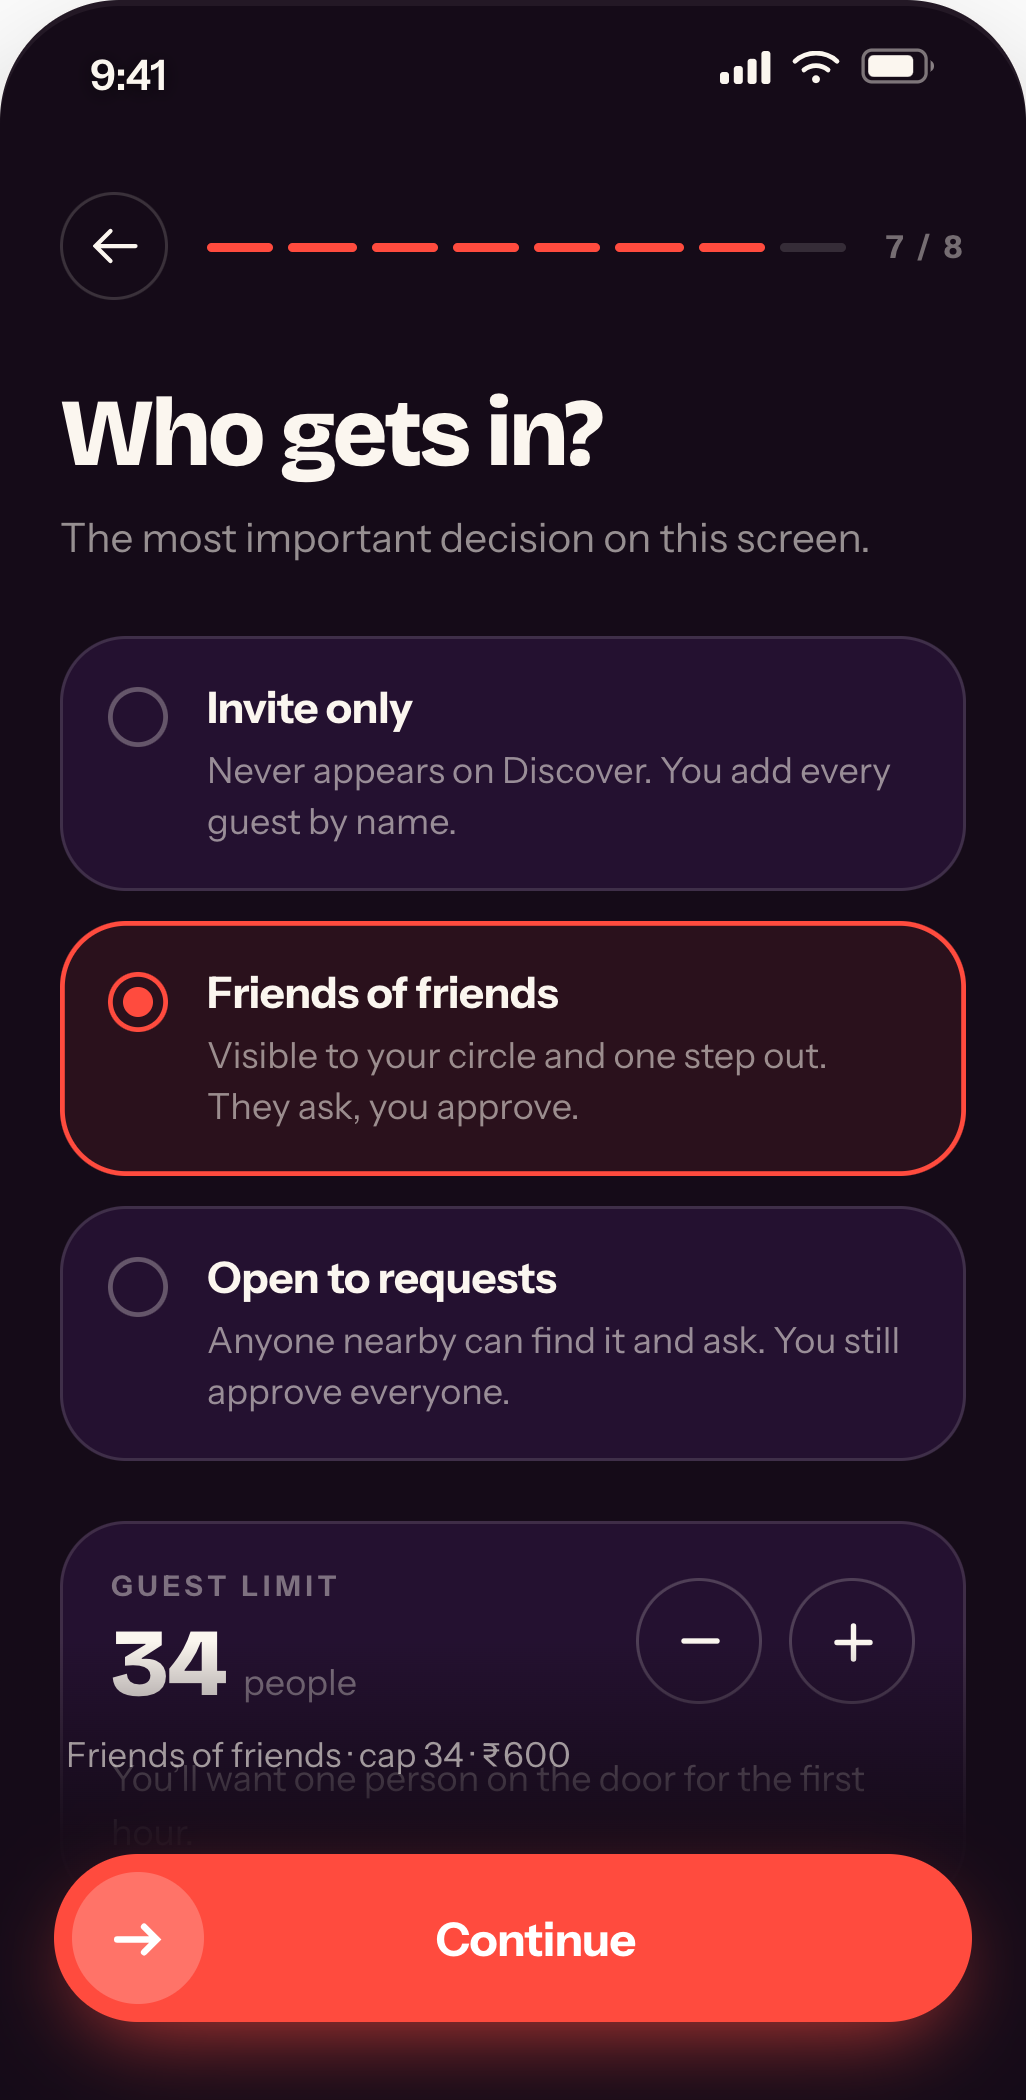 9:41
7 / 8
Who gets in?
The most important decision on this screen.
Invite only
Never appears on Discover. You add every
guest by name.
Friends of friends
Visible to your circle and one step out.
They ask, you approve.
Open to requests
Anyone nearby can find it and ask. You still
approve everyone.
GUEST LIMIT
34 people
Friends of friends · cap 34 · ₹600
You'll want one person on the door for the first
hour.
Continue